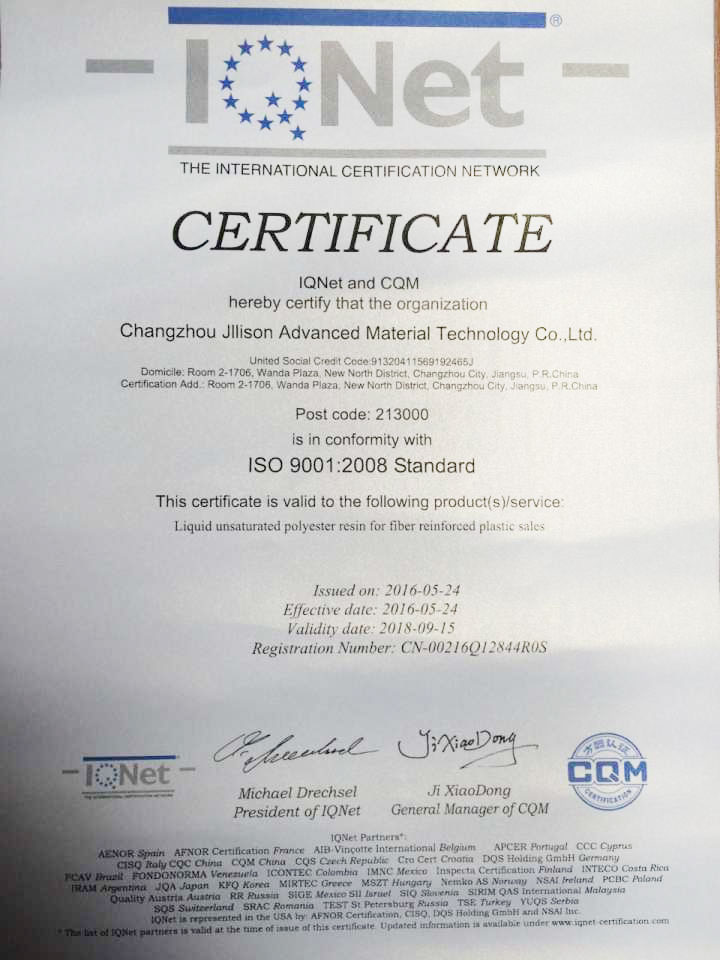 ®
IQNet
THE INTERNATIONAL CERTIFICATION NETWORK
CERTIFICATE
IQNet and CQM
hereby certify that the organization
Changzhou Jllison Advanced Material Technology Co.,Ltd.
United Social Credit Code:91320411569192465J
Domicile: Room 2-1706, Wanda Plaza, New North District, Changzhou City, Jiangsu, P.R.China
Certification Add.: Room 2-1706, Wanda Plaza, New North District, Changzhou City, Jiangsu, P.R.China
Post code: 213000
is in conformity with
ISO 9001:2008 Standard
This certificate is valid to the following product(s)/service:
Liquid unsaturated polyester resin for fiber reinforced plastic sales
Issued on: 2016-05-24
Effective date: 2016-05-24
Validity date: 2018-09-15
Registration Number: CN-00216Q12844R0S
Ji XiaoDong
IQNet
THE INTERNATIONAL CERTIFICATION NETWORK
方圆认证
CQM
CERTIFICATION
Michael Drechsel
Ji XiaoDong
President of IQNet
General Manager of CQM
IQNet Partners*:
AENOR Spain AFNOR Certification France AIB-Vinçotte International Belgium APCER Portugal CCC Cyprus
CISQ Italy CQC China CQM China CQS Czech Republic Cro Cert Croatia DQS Holding GmbH Germany
FCAV Brazil FONDONORMA Venezuela ICONTEC Colombia IMNC Mexico Inspecta Certification Finland INTECO Costa Rica
IRAM Argentina JQA Japan KFQ Korea MIRTEC Greece MSZT Hungary Nemko AS Norway NSAI Ireland PCBC Poland
Quality Austria Austria RR Russia SIGE Mexico SII Israel SIQ Slovenia SIRIM QAS International Malaysia
SQS Switzerland SRAC Romania TEST St Petersburg Russia TSE Turkey YUQS Serbia
IQNet is represented in the USA by: AFNOR Certification, CISQ, DQS Holding GmbH and NSAI Inc.
* The list of IQNet partners is valid at the time of issue of this certificate. Updated information is available under www.iqnet-certification.com